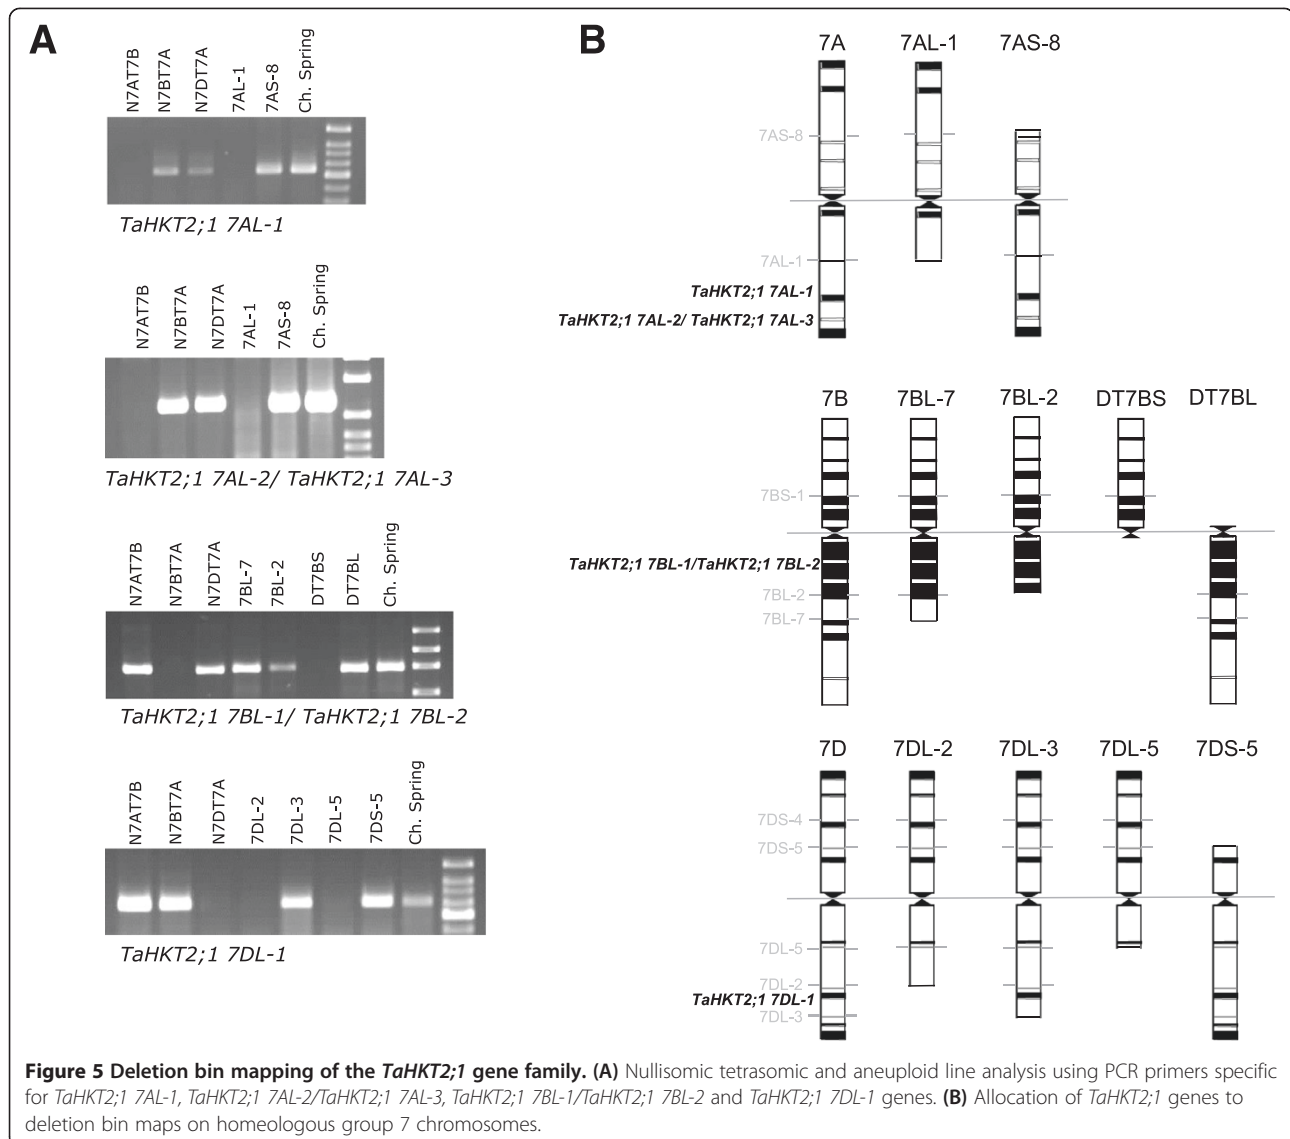 A
N7AT7B N7BT7A N7DT7A 7AL-1 7AS-8 Ch. Spring
TaHKT2;1 7AL-1
N7AT7B N7BT7A N7DT7A 7AL-1 7AS-8 Ch. Spring
TaHKT2;1 7AL-2/ TaHKT2;1 7AL-3
N7AT7B N7BT7A N7DT7A 7BL-7 7BL-2 DT7BS DT7BL Ch. Spring
TaHKT2;1 7BL-1/ TaHKT2;1 7BL-2
N7AT7B N7BT7A N7DT7A 7DL-2 7DL-3 7DL-5 7DS-5 Ch. Spring
TaHKT2;1 7DL-1
B
7A 7AL-1 7AS-8
7AS-8
7AL-1
TaHKT2;1 7AL-1
TaHKT2;1 7AL-2/ TaHKT2;1 7AL-3
7B 7BL-7 7BL-2 DT7BS DT7BL
7BS-1
TaHKT2;1 7BL-1/TaHKT2;1 7BL-2
7BL-2
7BL-7
7D 7DL-2 7DL-3 7DL-5 7DS-5
7DS-4
7DS-5
7DL-5
7DL-2
TaHKT2;1 7DL-1
7DL-3
Figure 5 Deletion bin mapping of the TaHKT2;1 gene family. (A) Nullisomic tetrasomic and aneuploid line analysis using PCR primers specific
for TaHKT2;1 7AL-1, TaHKT2;1 7AL-2/TaHKT2;1 7AL-3, TaHKT2;1 7BL-1/TaHKT2;1 7BL-2 and TaHKT2;1 7DL-1 genes. (B) Allocation of TaHKT2;1 genes to
deletion bin maps on homeologous group 7 chromosomes.